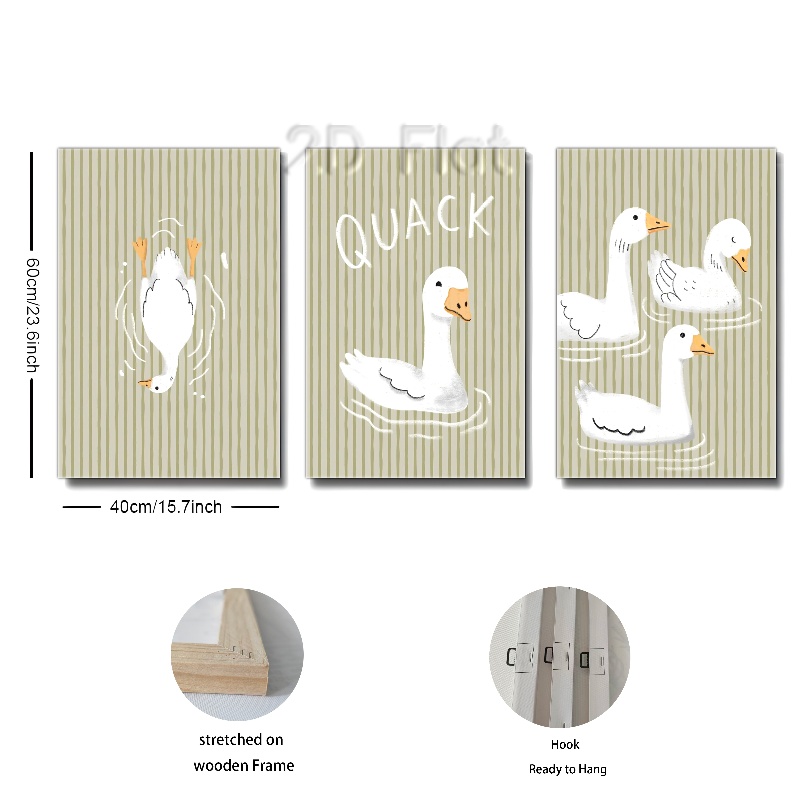 2D Flat
QUACK
60cm/23.6inch
40cm/15.7inch
stretched on
wooden Frame
Hook
Ready to Hang